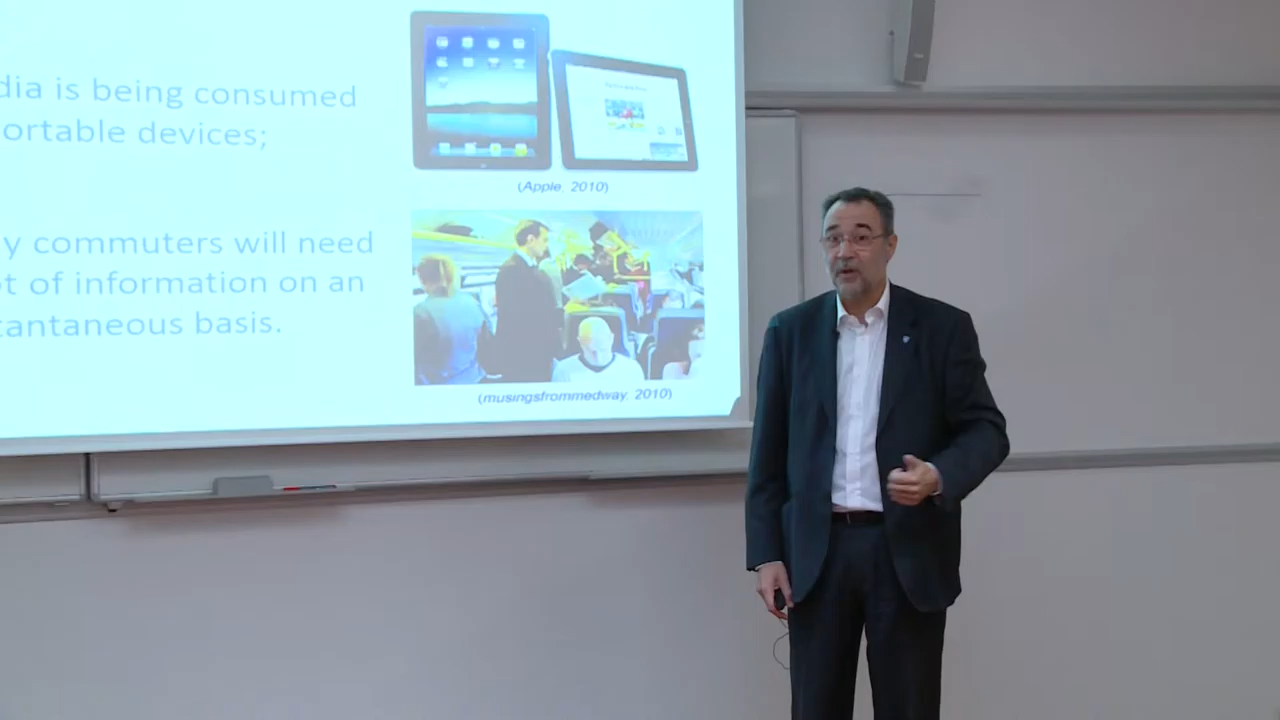 dia is being consumed
ortable devices;
(Apple, 2010)
y commuters will need
t of information on an
tantaneous basis.
(musingsfrommedway, 2010)